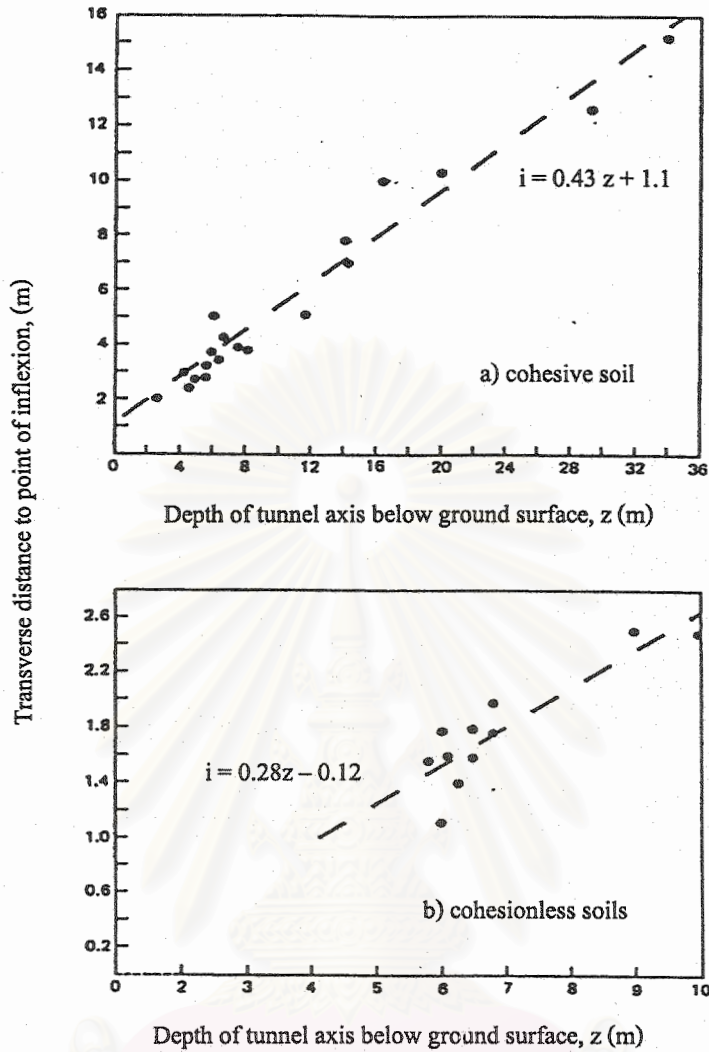 Transverse distance to point of inflexion, (m)
16
14
12
10
8
6
4
2
i = 0.43 z + 1.1
a) cohesive soil
0 4 8 12 16 20 24 28 32 36
Depth of tunnel axis below ground surface, z (m)
2.6
2.2
1.8
1.4
1.0
0.6
0.2
i = 0.28z – 0.12
b) cohesionless soils
0 2 3 4 5 6 7 8 9 10
Depth of tunnel axis below ground surface, z (m)